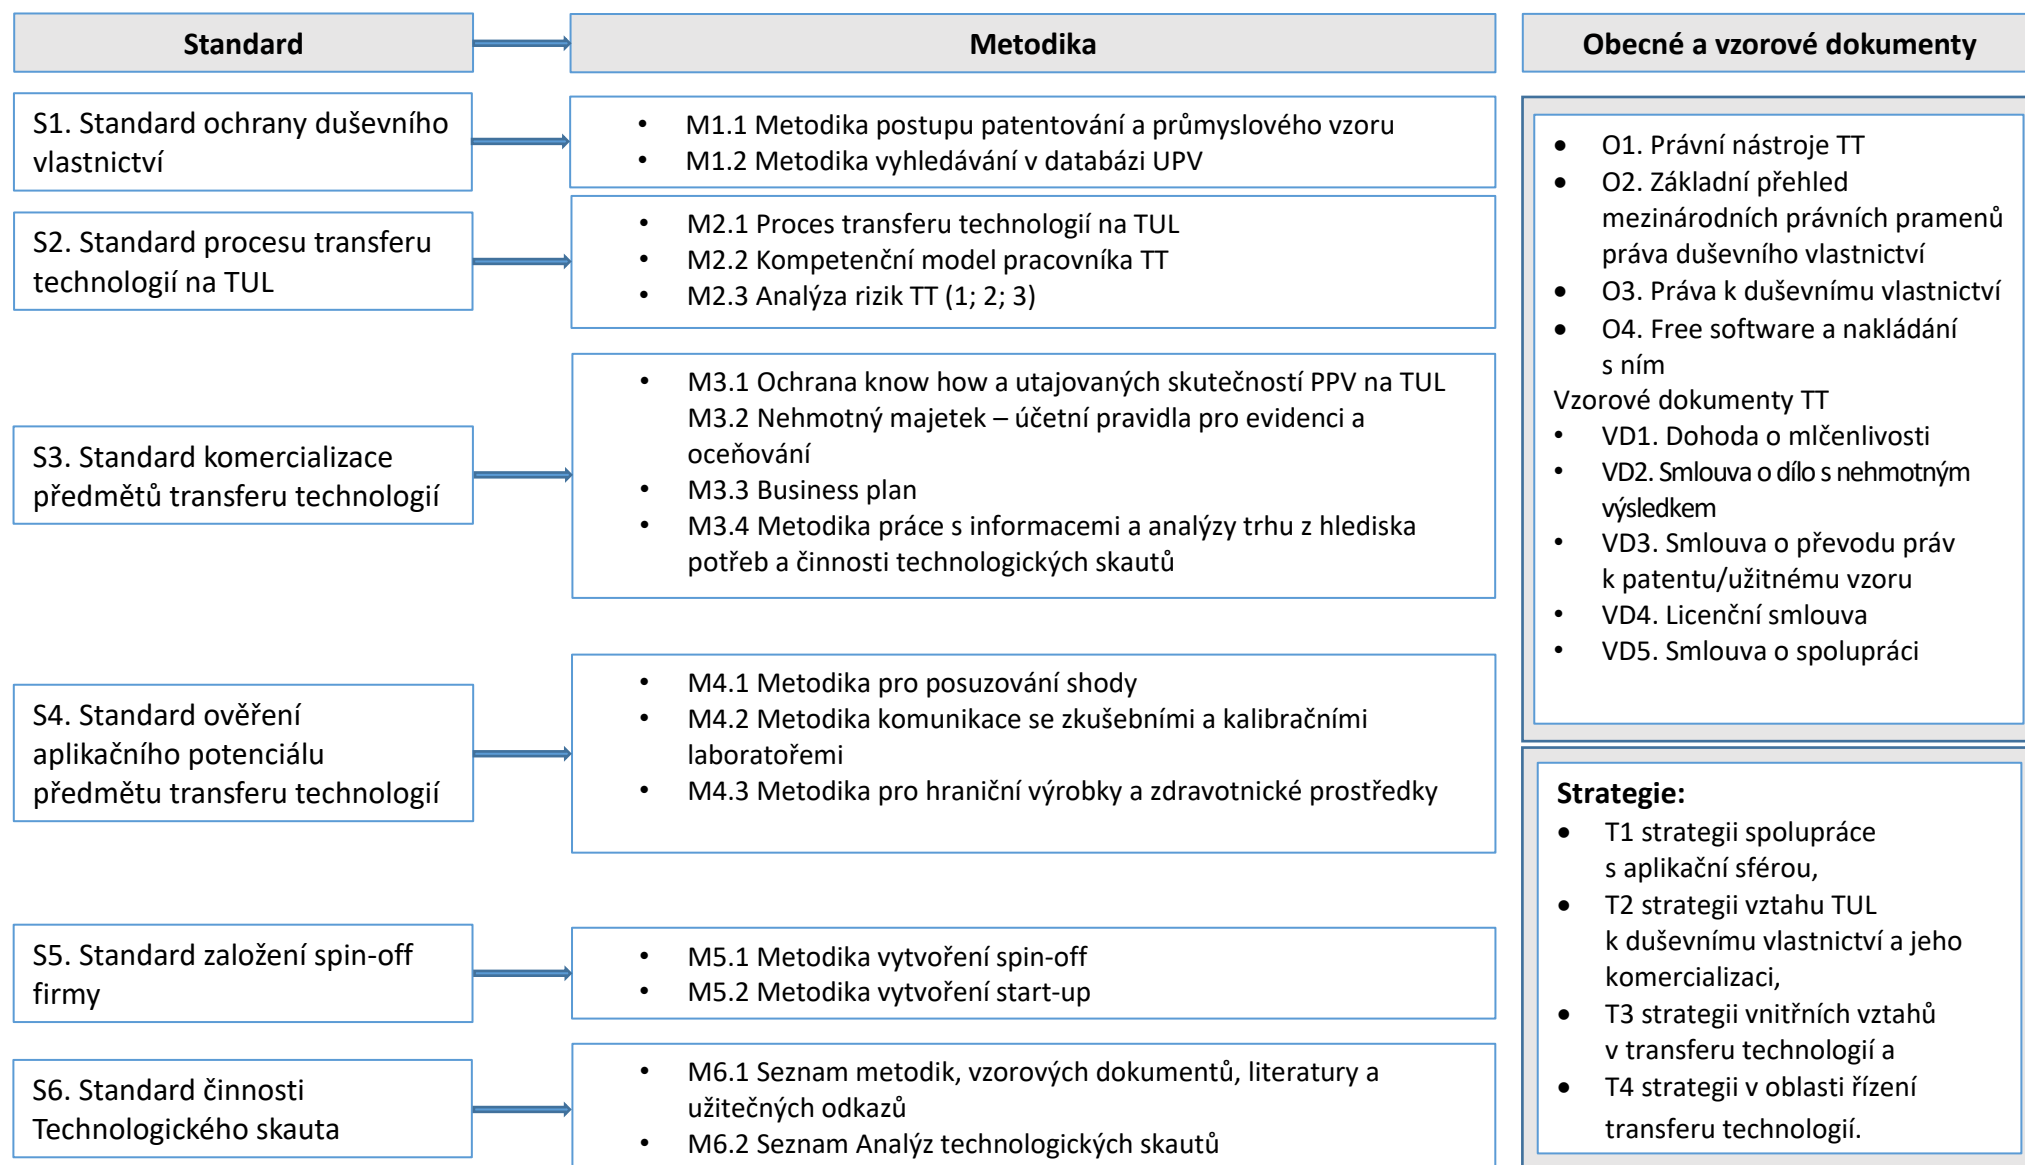 Standard
Metodika
Obecné a vzorové dokumenty
S1. Standard ochrany duševního
vlastnictví
• M1.1 Metodika postupu patentování a průmyslového vzoru
• M1.2 Metodika vyhledávání v databázi UPV
S2. Standard procesu transferu
technologií na TUL
• M2.1 Proces transferu technologií na TUL
• M2.2 Kompetenční model pracovníka TT
• M2.3 Analýza rizik TT (1; 2; 3)
S3. Standard komercializace
předmětů transferu technologií
• M3.1 Ochrana know how a utajovaných skutečností PPV na TUL
M3.2 Nehmotný majetek – účetní pravidla pro evidenci a
oceňování
• M3.3 Business plan
• M3.4 Metodika práce s informacemi a analýzy trhu z hlediska
potřeb a činnosti technologických skautů
S4. Standard ověření
aplikačního potenciálu
předmětu transferu technologií
• M4.1 Metodika pro posuzování shody
• M4.2 Metodika komunikace se zkušebními a kalibračními
laboratořemi
• M4.3 Metodika pro hraniční výrobky a zdravotnické prostředky
S5. Standard založení spin-off
firmy
• M5.1 Metodika vytvoření spin-off
• M5.2 Metodika vytvoření start-up
S6. Standard činnosti
Technologického skauta
• M6.1 Seznam metodik, vzorových dokumentů, literatury a
užitečných odkazů
• M6.2 Seznam Analýz technologických skautů
• O1. Právní nástroje TT
• O2. Základní přehled
mezinárodních právních pramenů
práva duševního vlastnictví
• O3. Práva k duševnímu vlastnictví
• O4. Free software a nakládání
s ním
Vzorové dokumenty TT
• VD1. Dohoda o mlčenlivosti
• VD2. Smlouva o dílo s nehmotným
výsledkem
• VD3. Smlouva o převodu práv
k patentu/užitnému vzoru
• VD4. Licenční smlouva
• VD5. Smlouva o spolupráci
Strategie:
• T1 strategii spolupráce
s aplikační sférou,
• T2 strategii vztahu TUL
k duševnímu vlastnictví a jeho
komercializaci,
• T3 strategii vnitřních vztahů
v transferu technologií a
• T4 strategii v oblasti řízení
transferu technologií.